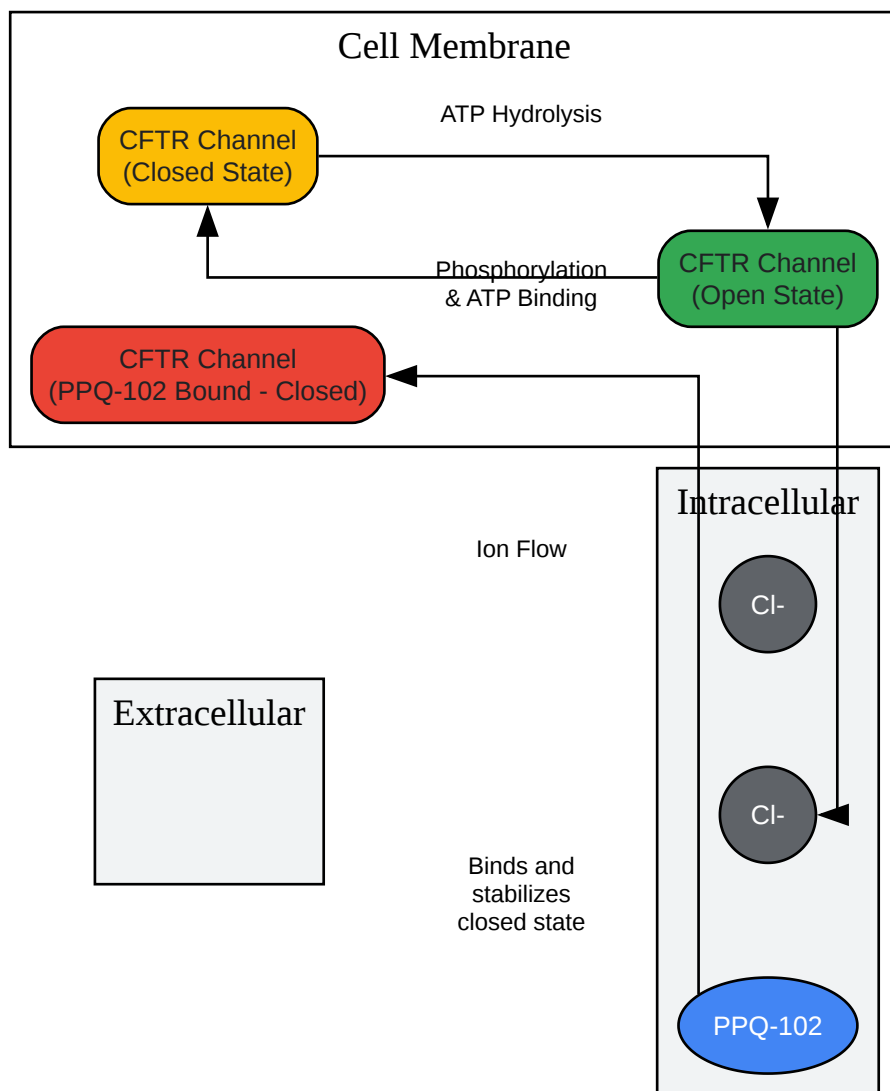 Cell Membrane
ATP Hydrolysis
CFTR Channel
(Closed State)
Phosphorylation
& ATP Binding
CFTR Channel
(Open State)
CFTR Channel
(PPQ-102 Bound - Closed)
Intracellular
Ion Flow
Cl-
Extracellular
Cl-
Binds and
stabilizes
closed state
PPQ-102